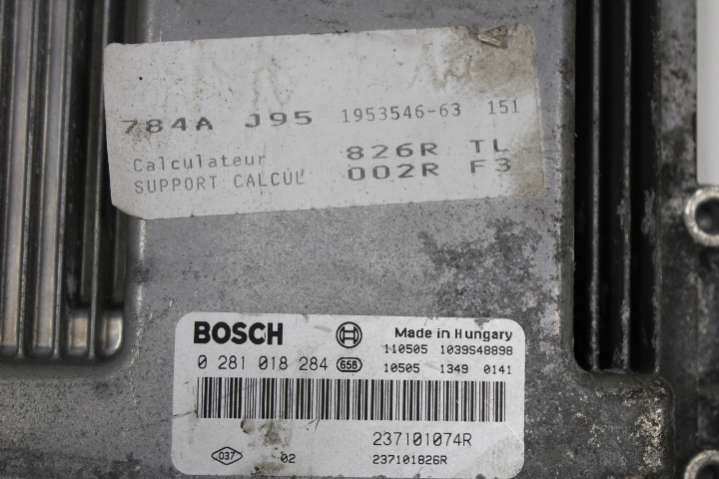 784A J95 1953546-63 151
Calculateur 826R TL
SUPPORT CALCUL 002R F3
BOSCH Made in Hungary
110505 1039S48898
0 281 018 284 658 10505 1349 0141
237101074R
037 02 237101826R